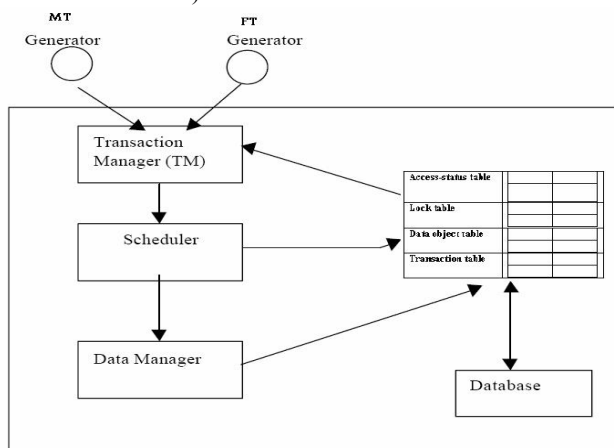 )
MT
Generator
FT
Generator
Transaction
Manager (TM)
Access-status table
Lock table
Scheduler
Data object table
Transaction table
Data Manager
Database